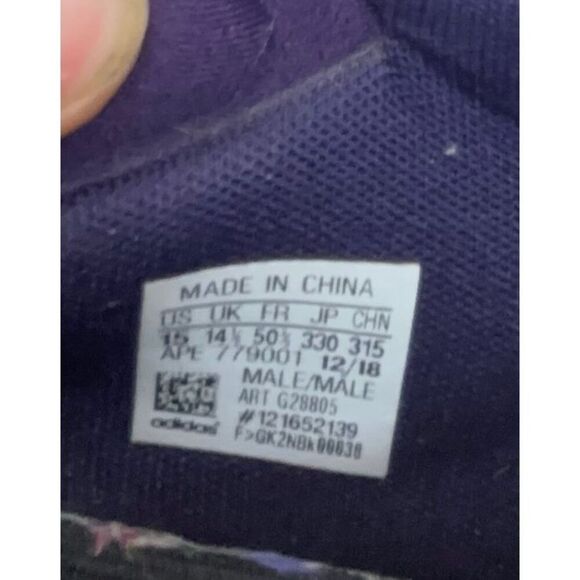 MADE IN CHINA
US UK FR JP CHN
15 14½ 50⅔ 330 315
APE 779001 12/18
MALE/MALE
ART G28805
#121652139
adidas
F>GK2NBk00038